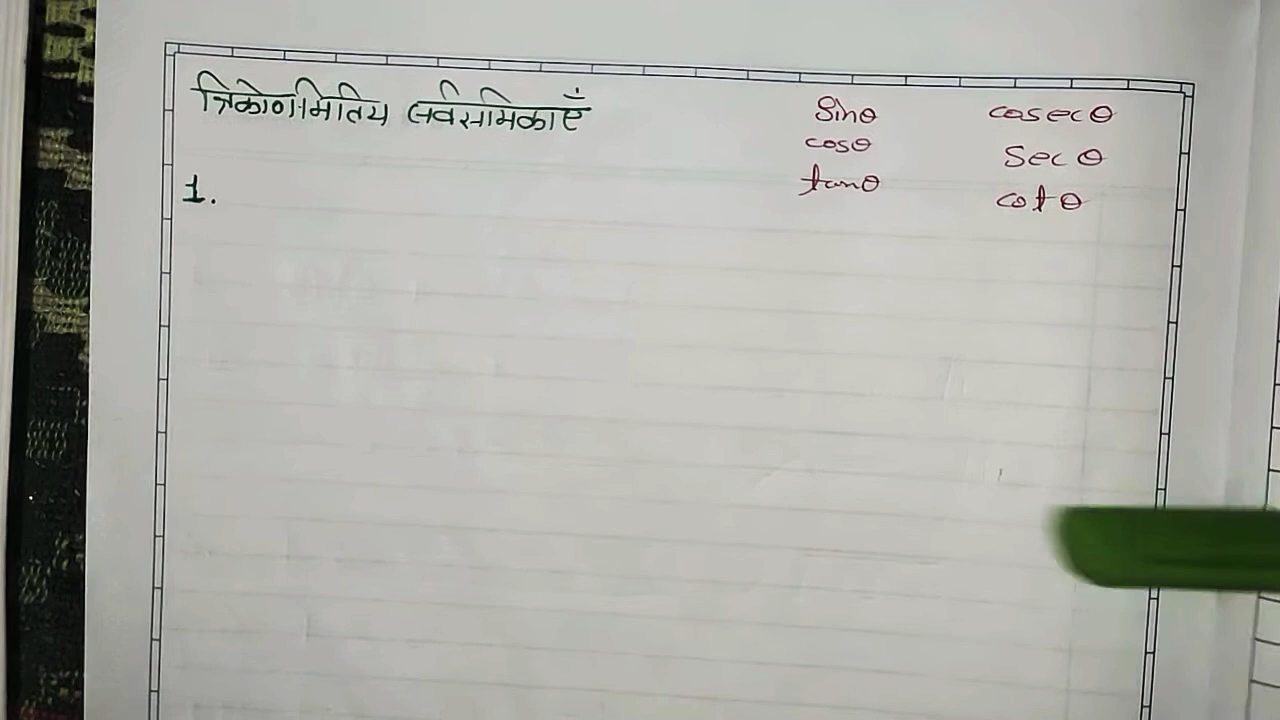 त्रिकोणमितिय सर्वसमिकाएँ
sinθ cosecθ
cosθ secθ
tanθ cotθ
1.